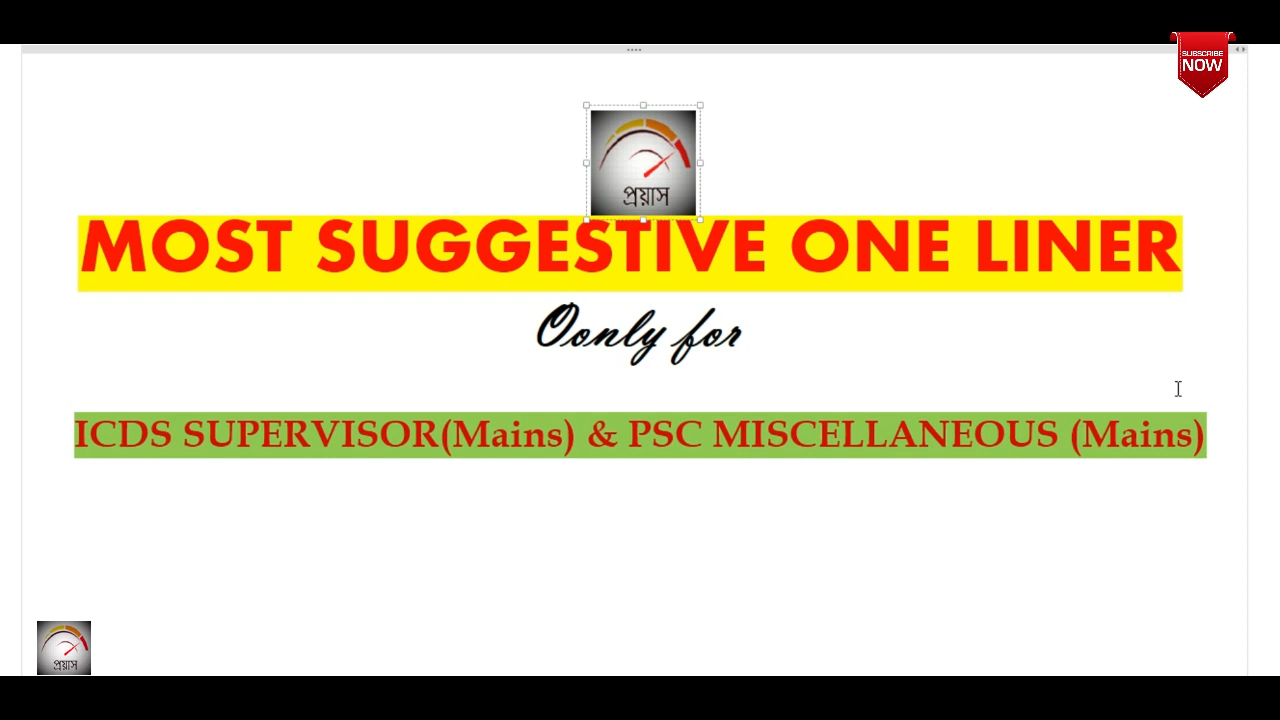 SUBSCRIBE
NOW
প্রয়াস
MOST SUGGESTIVE ONE LINER
Oonly for
ICDS SUPERVISOR(Mains) & PSC MISCELLANEOUS (Mains)
প্রয়াস